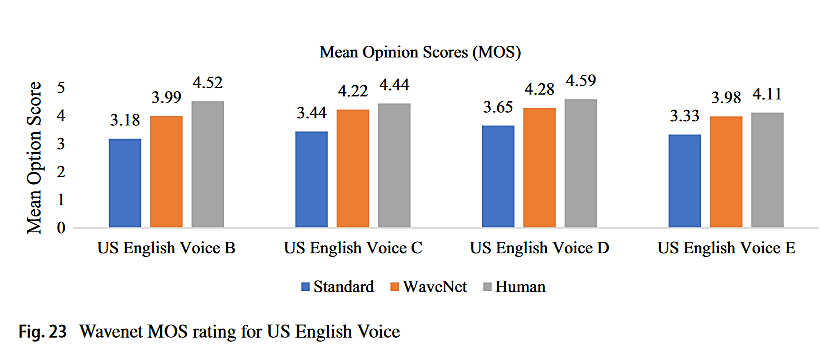 Mean Opinion Scores (MOS)
Mean Option Score
5
4
3
2
1
0
3.18 3.99 4.52
3.44 4.22 4.44
3.65 4.28 4.59
3.33 3.98 4.11
US English Voice B US English Voice C US English Voice D US English Voice E
Standard WaveNet Human
Fig. 23 Wavenet MOS rating for US English Voice